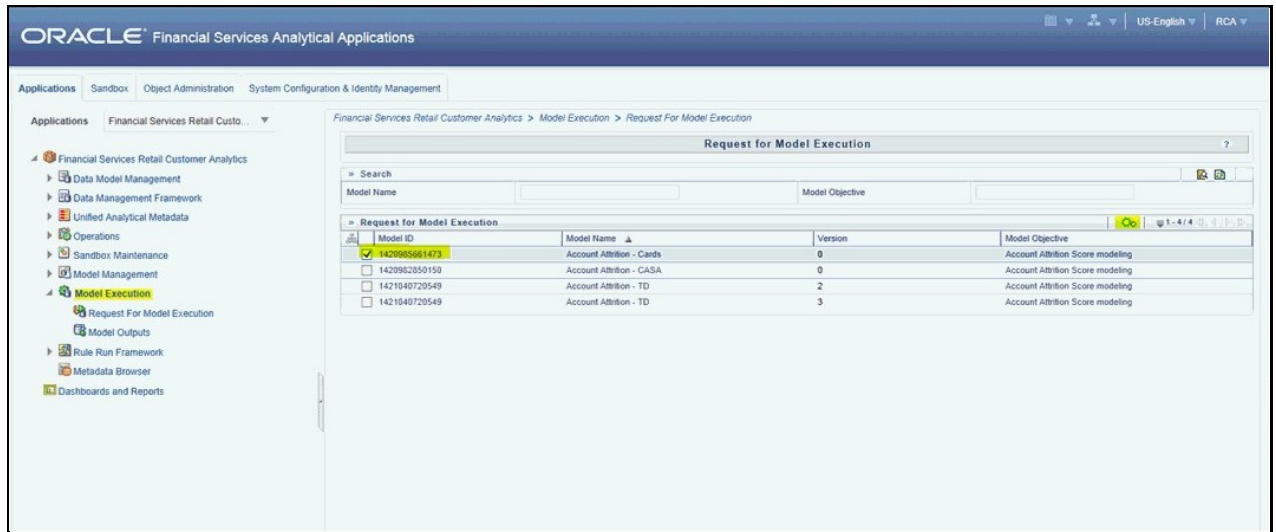 US-English RCA
ORACLE Financial Services Analytical Applications
Applications Sandbox Object Administration System Configuration & Identity Management
Applications Financial Services Retail Custo...
Financial Services Retail Customer Analytics
Data Model Management
Data Management Framework
Unified Analytical Metadata
Operations
Sandbox Maintenance
Model Management
Model Execution
Request For Model Execution
Model Outputs
Rule Run Framework
Metadata Browser
Dashboards and Reports
Financial Services Retail Customer Analytics > Model Execution > Request For Model Execution
Request for Model Execution ?
» Search
Model Name Model Objective
» Request for Model Execution 1 - 4 / 4
Model ID Model Name Version Model Objective
1420985661473 Account Attrition - Cards 0 Account Attrition Score modeling
1420982850150 Account Attrition - CASA 0 Account Attrition Score modeling
1421040720549 Account Attrition - TD 2 Account Attrition Score modeling
1421040720549 Account Attrition - TD 3 Account Attrition Score modeling